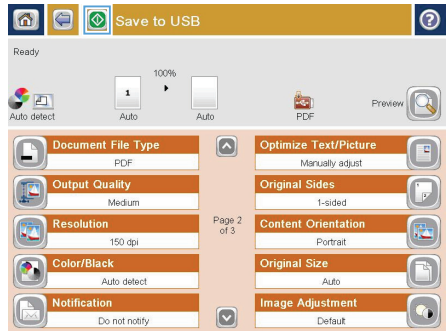 Save to USB
?
Ready
100%
1
Auto detect
Auto
Auto
PDF
Preview
Document File Type
PDF
Optimize Text/Picture
Manually adjust
Output Quality
Medium
Original Sides
1-sided
Resolution
150 dpi
Page 2
of 3
Content Orientation
Portrait
Color/Black
Auto detect
Original Size
Auto
Notification
Do not notify
Image Adjustment
Default